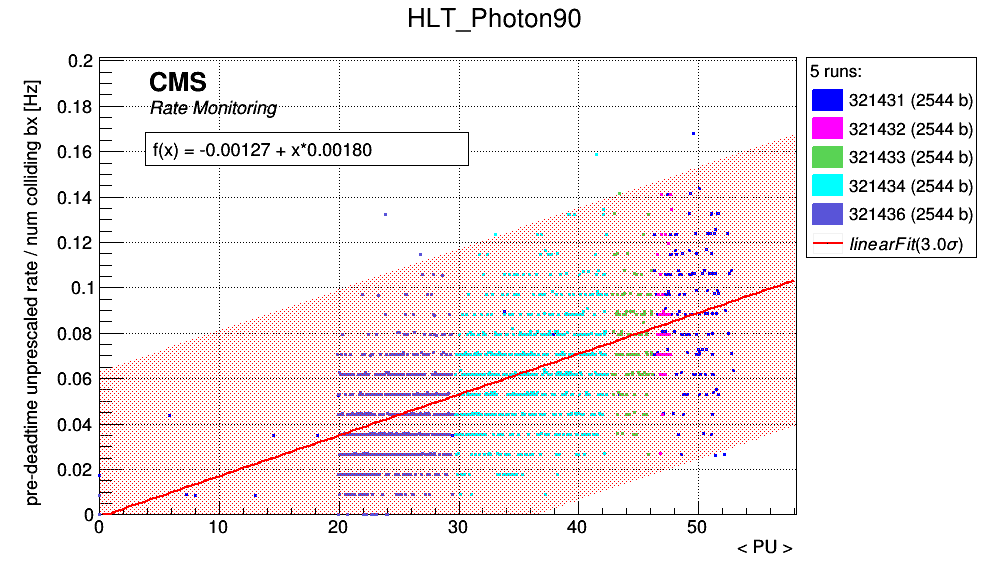 HLT_Photon90
pre-deadtime unprescaled rate / num colliding bx [Hz]
0.2
0.18
0.16
0.14
0.12
0.1
0.08
0.06
0.04
0.02
0
CMS
Rate Monitoring
f(x) = -0.00127 + x*0.00180
0 10 20 30 40 50
< PU >
5 runs:
321431 (2544 b)
321432 (2544 b)
321433 (2544 b)
321434 (2544 b)
321436 (2544 b)
linearFit(3.0σ)